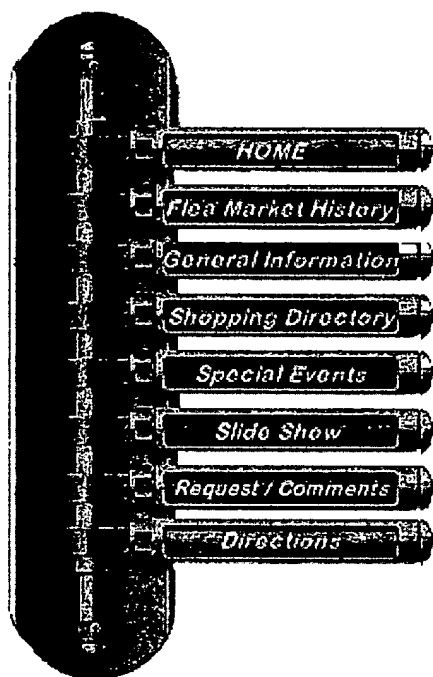 HOME
Flea Market History
General Information
Shopping Directory
Special Events
Slide Show
Request / Comments
Directions